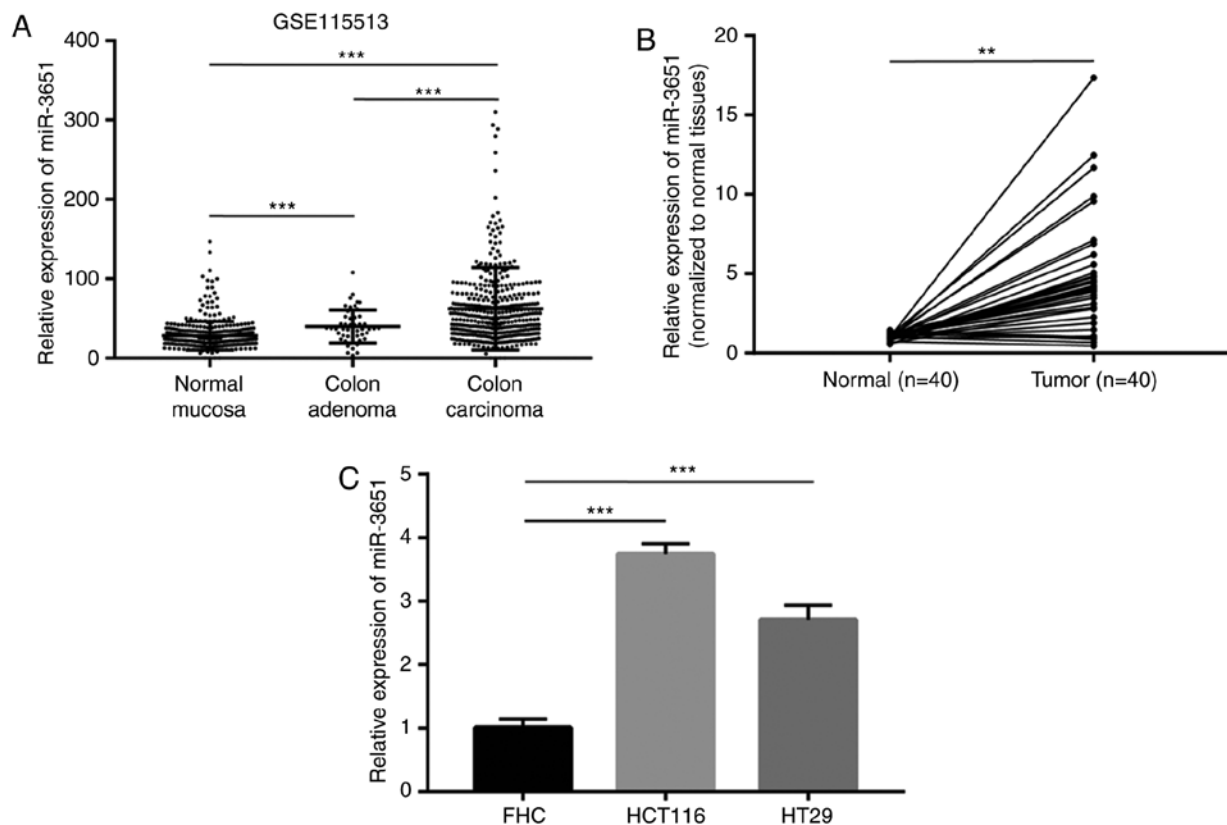 A
GSE115513
Relative expression of miR-3651
400
300
200
100
0
***
***
***
Normal
mucosa
Colon
adenoma
Colon
carcinoma
B
Relative expression of miR-3651
(normalized to normal tissues)
20
15
10
5
0
**
Normal (n=40)
Tumor (n=40)
C
Relative expression of miR-3651
5
4
3
2
1
0
***
***
FHC
HCT116
HT29